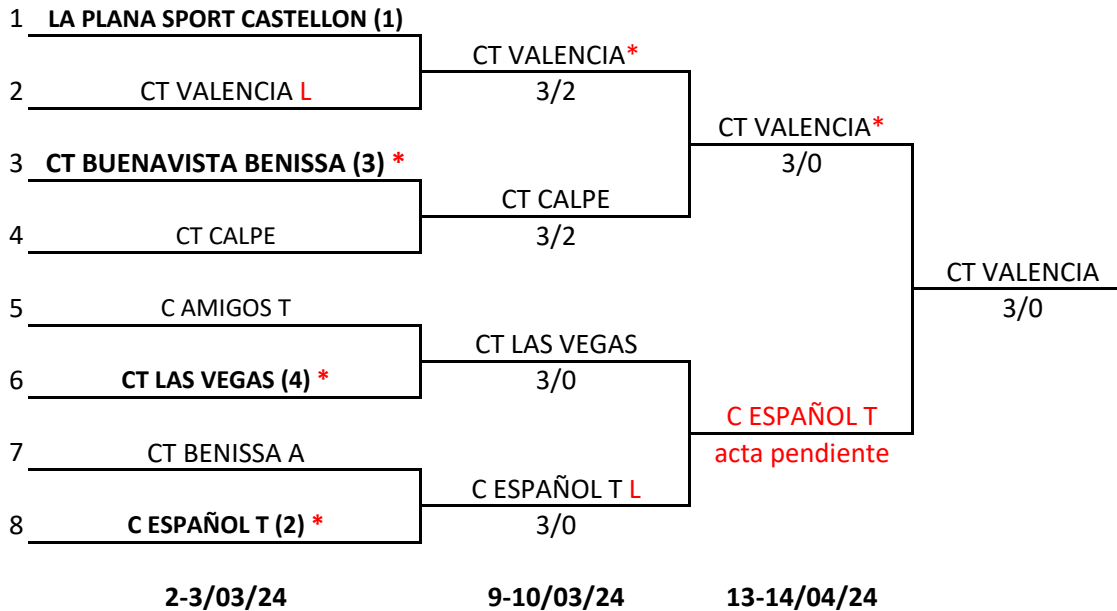 1 LA PLANA SPORT CASTELLON (1)
CT VALENCIA*
2 CT VALENCIA L
3/2
CT VALENCIA*
3 CT BUENAVISTA BENISSA (3) *
3/0
CT CALPE
4 CT CALPE
3/2
CT VALENCIA
5 C AMIGOS T
3/0
CT LAS VEGAS
6 CT LAS VEGAS (4) *
3/0
C ESPAÑOL T
7 CT BENISSA A
acta pendiente
C ESPAÑOL T L
8 C ESPAÑOL T (2) *
3/0
2-3/03/24 9-10/03/24 13-14/04/24